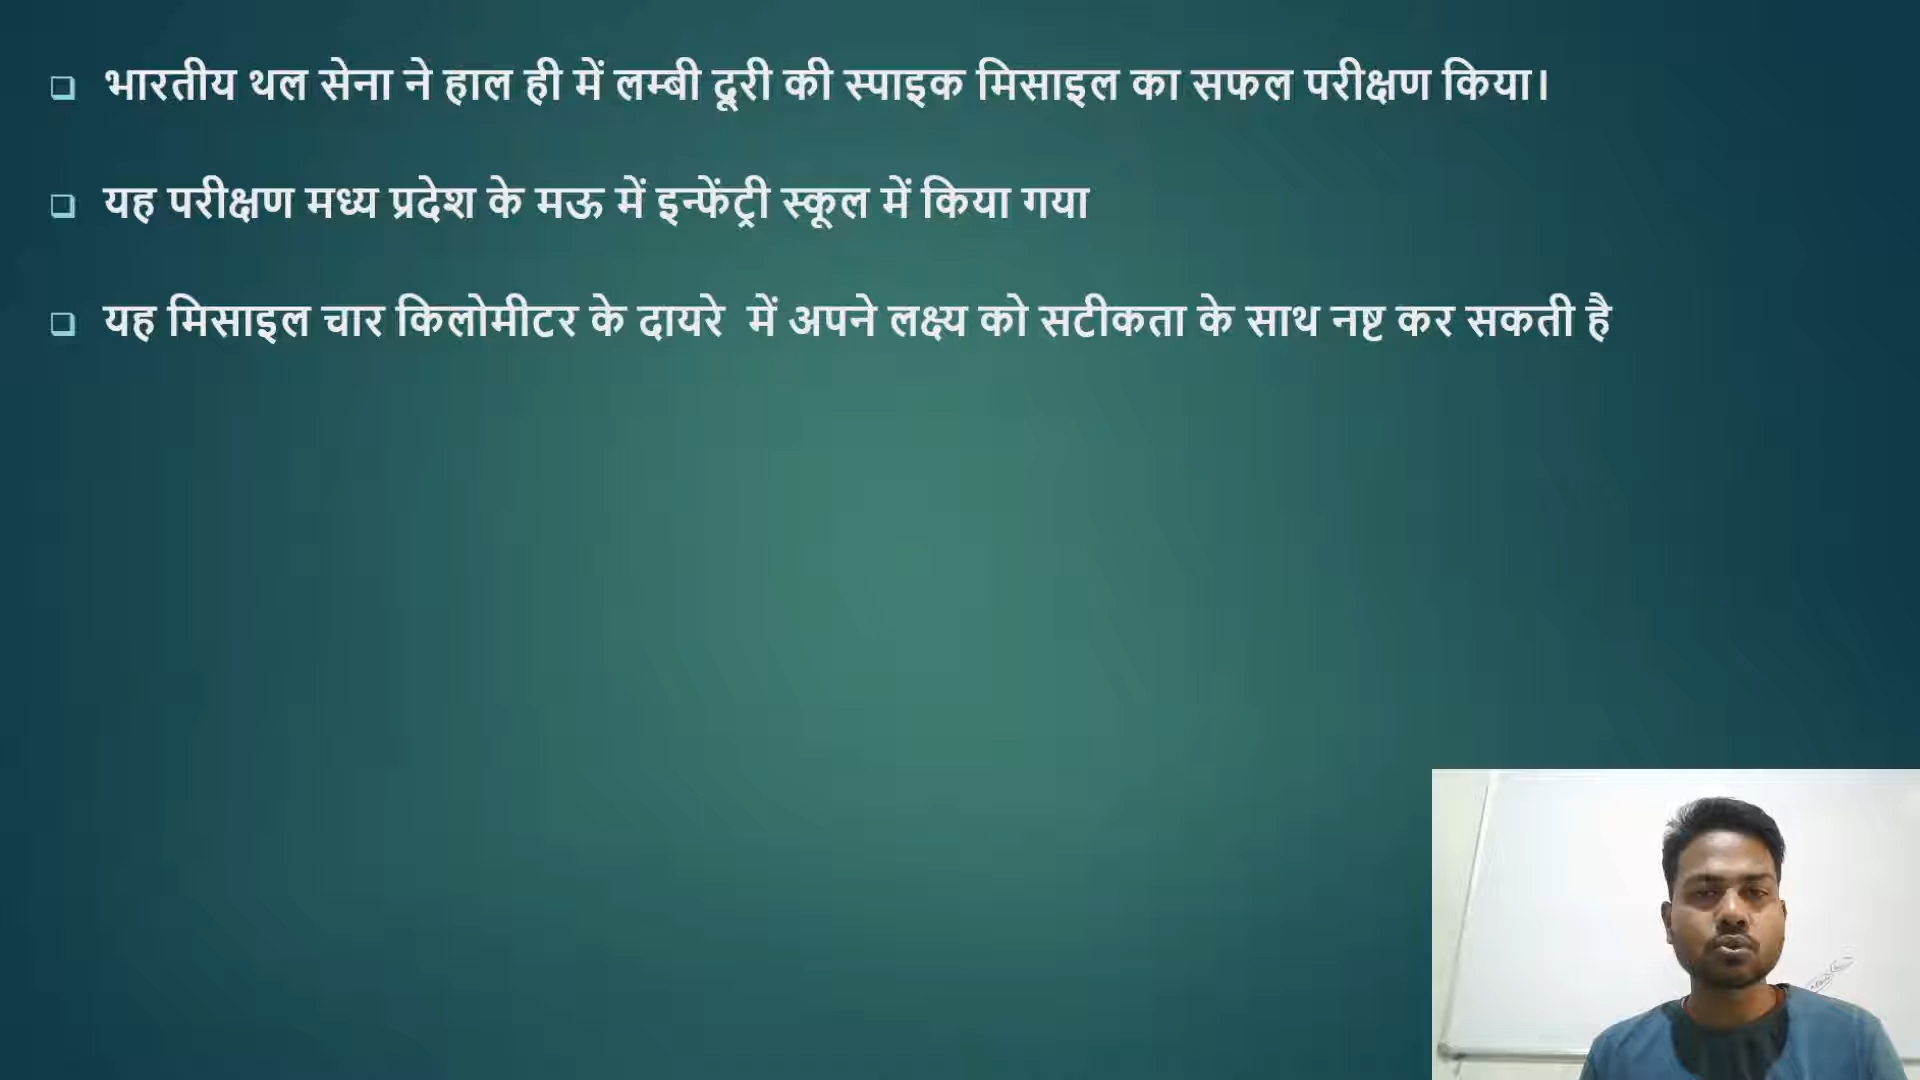 भारतीय थल सेना ने हाल ही में लम्बी दूरी की स्पाइक मिसाइल का सफल परीक्षण किया।
यह परीक्षण मध्य प्रदेश के मऊ में इन्फेंट्री स्कूल में किया गया
यह मिसाइल चार किलोमीटर के दायरे में अपने लक्ष्य को सटीकता के साथ नष्ट कर सकती है